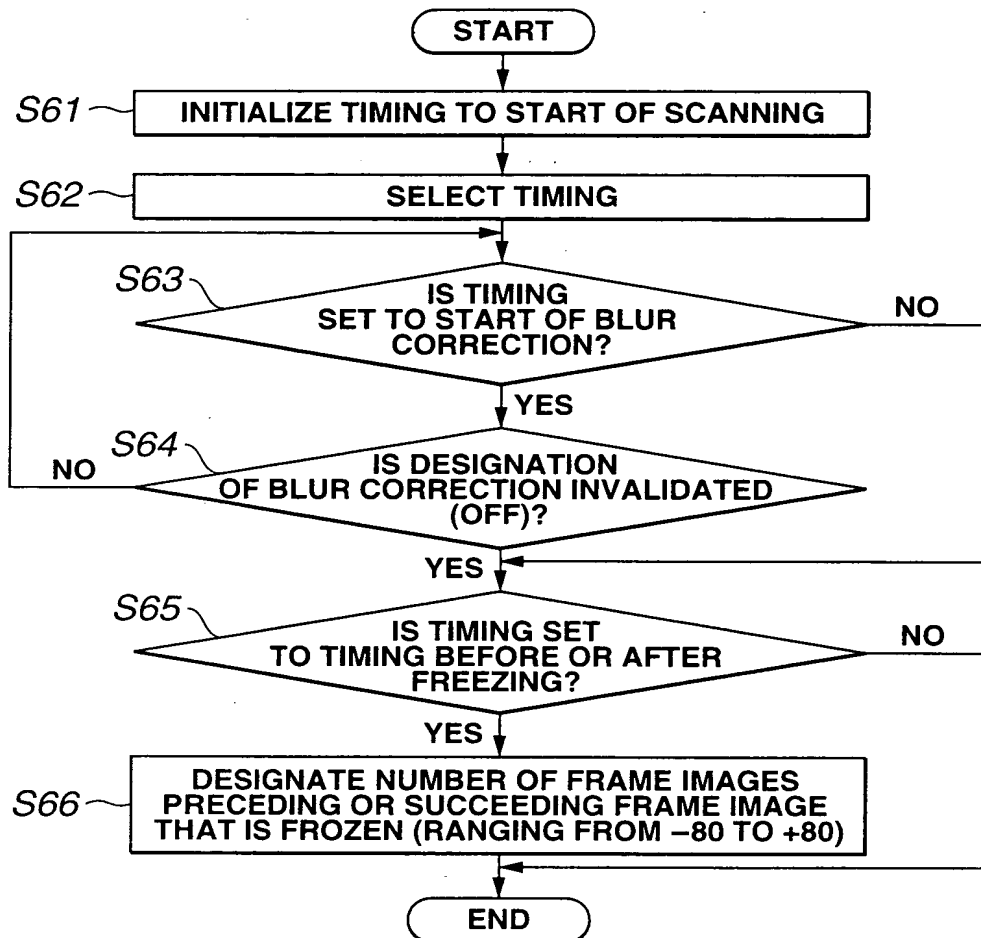 START
S61
INITIALIZE TIMING TO START OF SCANNING
S62
SELECT TIMING
S63
IS TIMING
SET TO START OF BLUR
CORRECTION?
NO
YES
S64
NO
IS DESIGNATION
OF BLUR CORRECTION INVALIDATED
(OFF)?
YES
S65
IS TIMING SET
TO TIMING BEFORE OR AFTER
FREEZING?
NO
YES
S66
DESIGNATE NUMBER OF FRAME IMAGES
PRECEDING OR SUCCEEDING FRAME IMAGE
THAT IS FROZEN (RANGING FROM –80 TO +80)
END